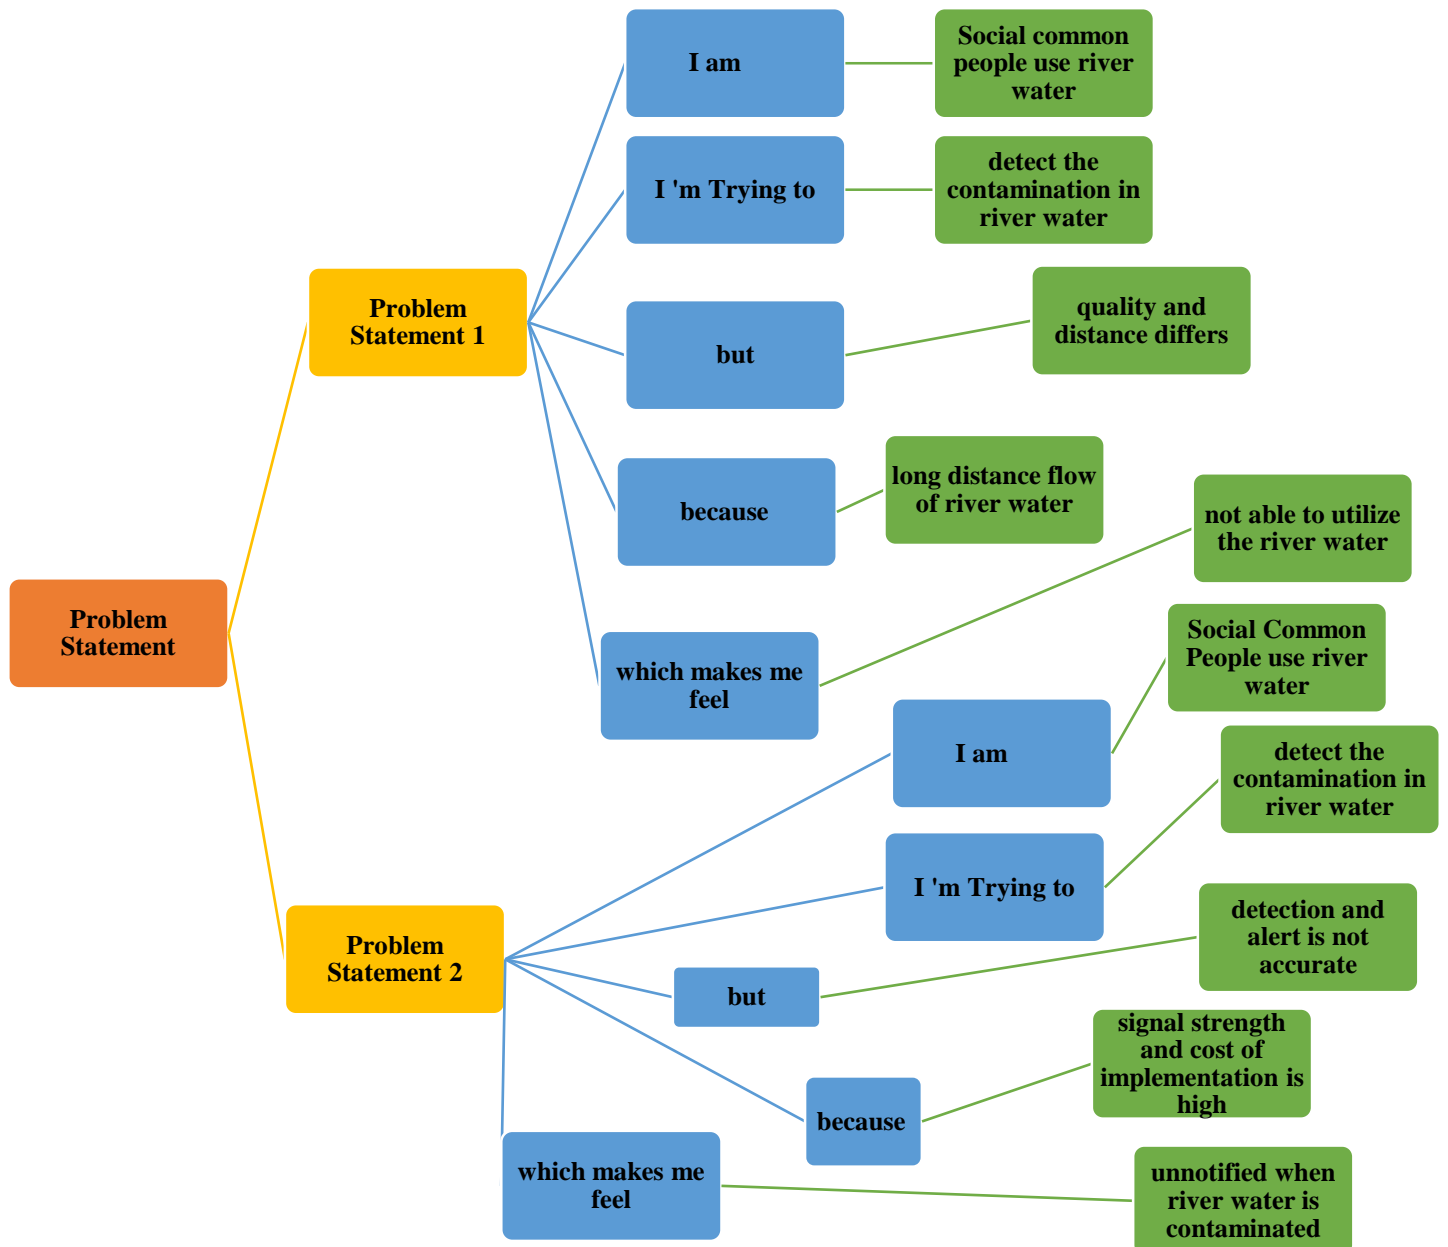 Problem
Statement
Problem
Statement 1
I am
Social common
people use river
water
I 'm Trying to
detect the
contamination in
river water
but
quality and
distance differs
because
long distance flow
of river water
which makes me
feel
not able to utilize
the river water
Problem
Statement 2
I am
Social Common
People use river
water
I 'm Trying to
detect the
contamination in
river water
but
detection and
alert is not
accurate
because
signal strength
and cost of
implementation is
high
which makes me
feel
unnotified when
river water is
contaminated